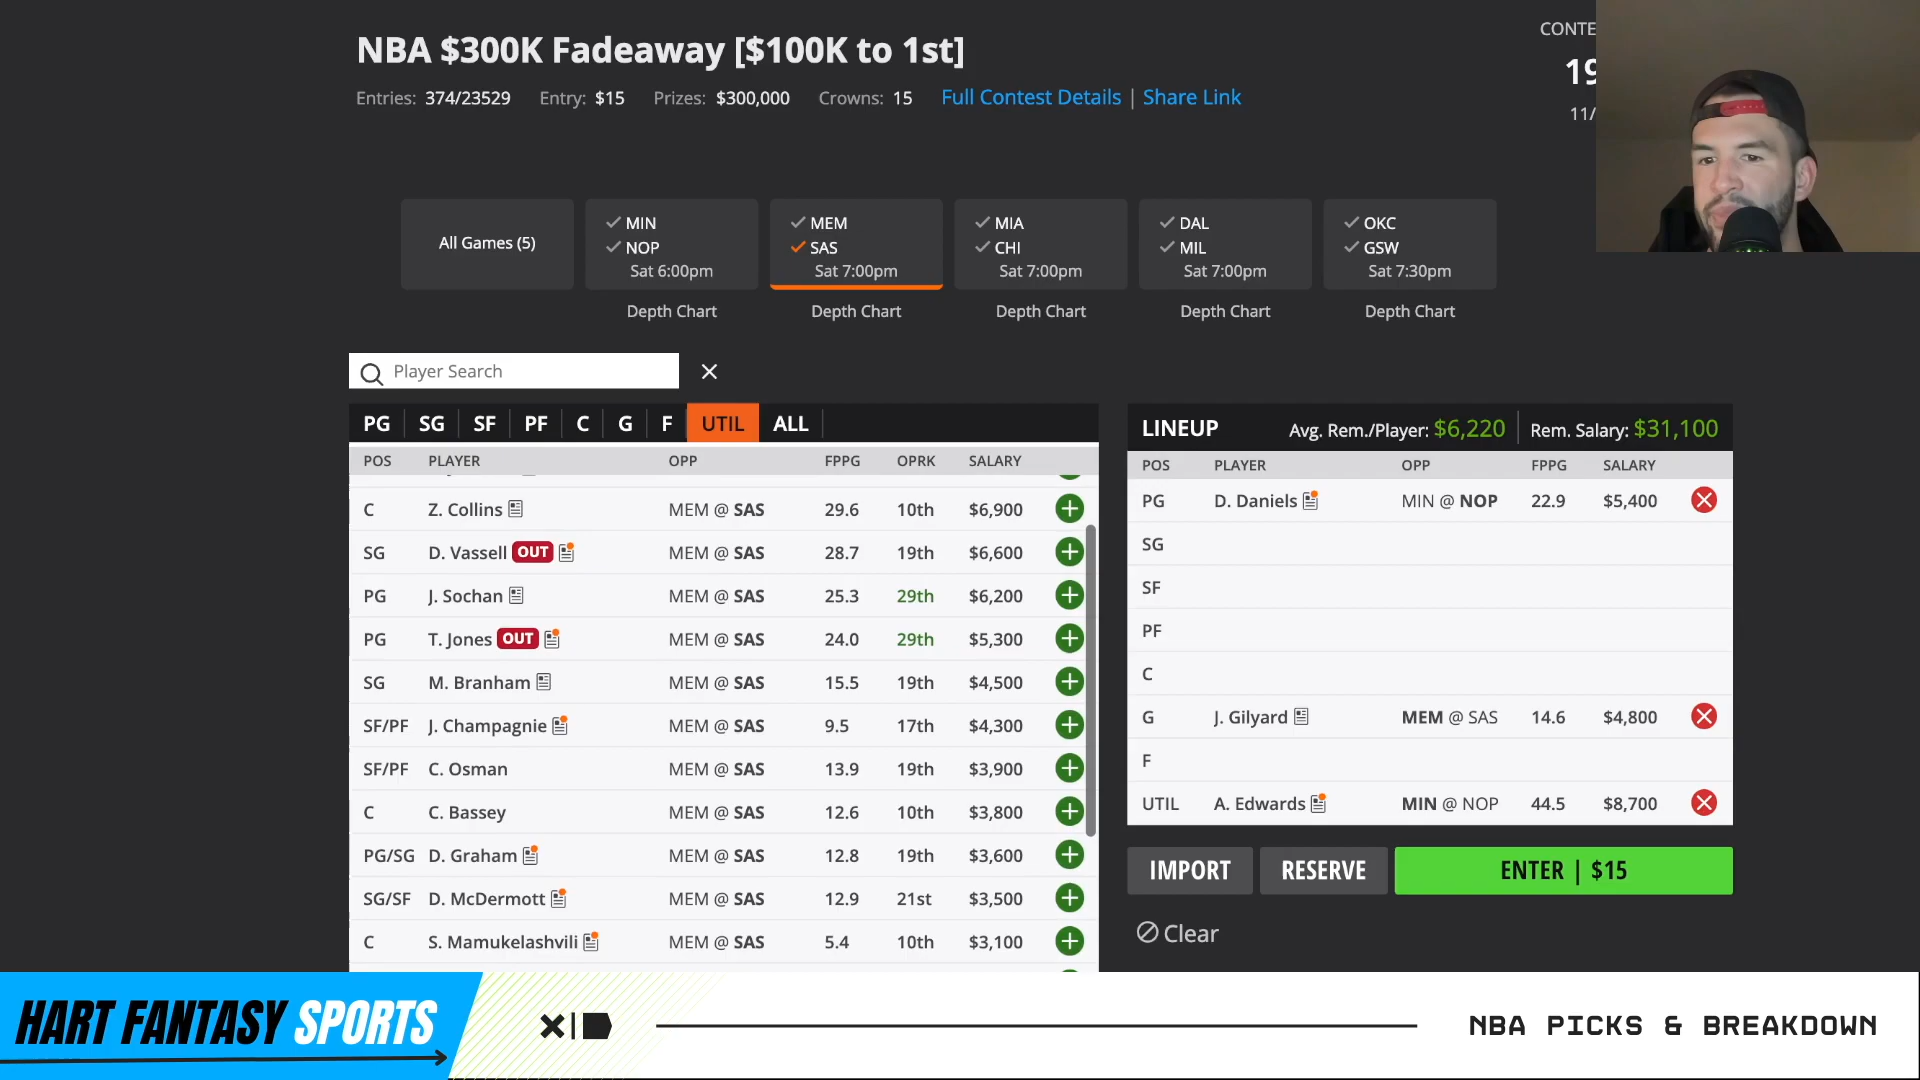 NBA $300K Fadeaway [$100K to 1st]
Entries: 374/23529 Entry: $15 Prizes: $300,000 Crowns: 15 Full Contest Details | Share Link
CONTE
19
11/
All Games (5)
MIN
NOP
Sat 6:00pm
MEM
SAS
Sat 7:00pm
MIA
CHI
Sat 7:00pm
DAL
MIL
Sat 7:00pm
OKC
GSW
Sat 7:30pm
Depth Chart Depth Chart Depth Chart Depth Chart Depth Chart
Player Search
PG SG SF PF C G F UTIL ALL
POS PLAYER OPP FPPG OPRK SALARY
C Z. Collins MEM @ SAS 29.6 10th $6,900
SG D. Vassell OUT MEM @ SAS 28.7 19th $6,600
PG J. Sochan MEM @ SAS 25.3 29th $6,200
PG T. Jones OUT MEM @ SAS 24.0 29th $5,300
SG M. Branham MEM @ SAS 15.5 19th $4,500
SF/PF J. Champagnie MEM @ SAS 9.5 17th $4,300
SF/PF C. Osman MEM @ SAS 13.9 19th $3,900
C C. Bassey MEM @ SAS 12.6 10th $3,800
PG/SG D. Graham MEM @ SAS 12.8 19th $3,600
SG/SF D. McDermott MEM @ SAS 12.9 21st $3,500
C S. Mamukelashvili MEM @ SAS 5.4 10th $3,100
LINEUP Avg. Rem./Player: $6,220 Rem. Salary: $31,100
POS PLAYER OPP FPPG SALARY
PG D. Daniels MIN @ NOP 22.9 $5,400
SG
SF
PF
C
G J. Gilyard MEM @ SAS 14.6 $4,800
F
UTIL A. Edwards MIN @ NOP 44.5 $8,700
IMPORT RESERVE ENTER | $15
Clear
HART FANTASY SPORTS
NBA PICKS & BREAKDOWN